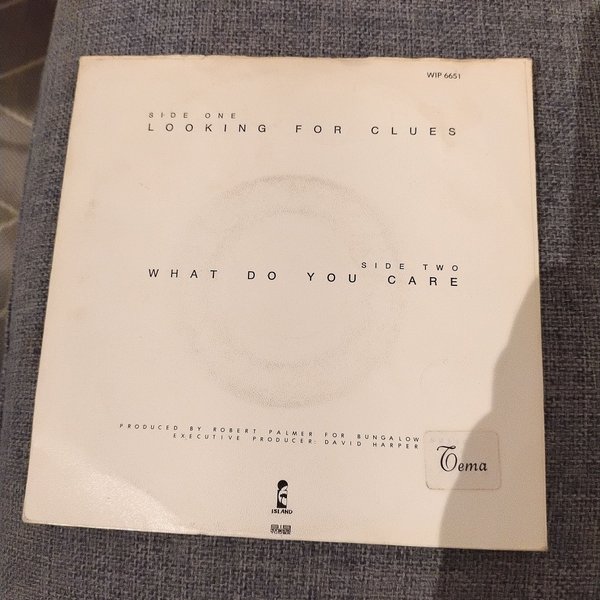 WIP 6651
SIDE ONE
LOOKING FOR CLUES
SIDE TWO
WHAT DO YOU CARE
PRODUCED BY ROBERT PALMER FOR BUNGALOW
EXECUTIVE PRODUCER: DAVID HARPER
Tema
ISLAND